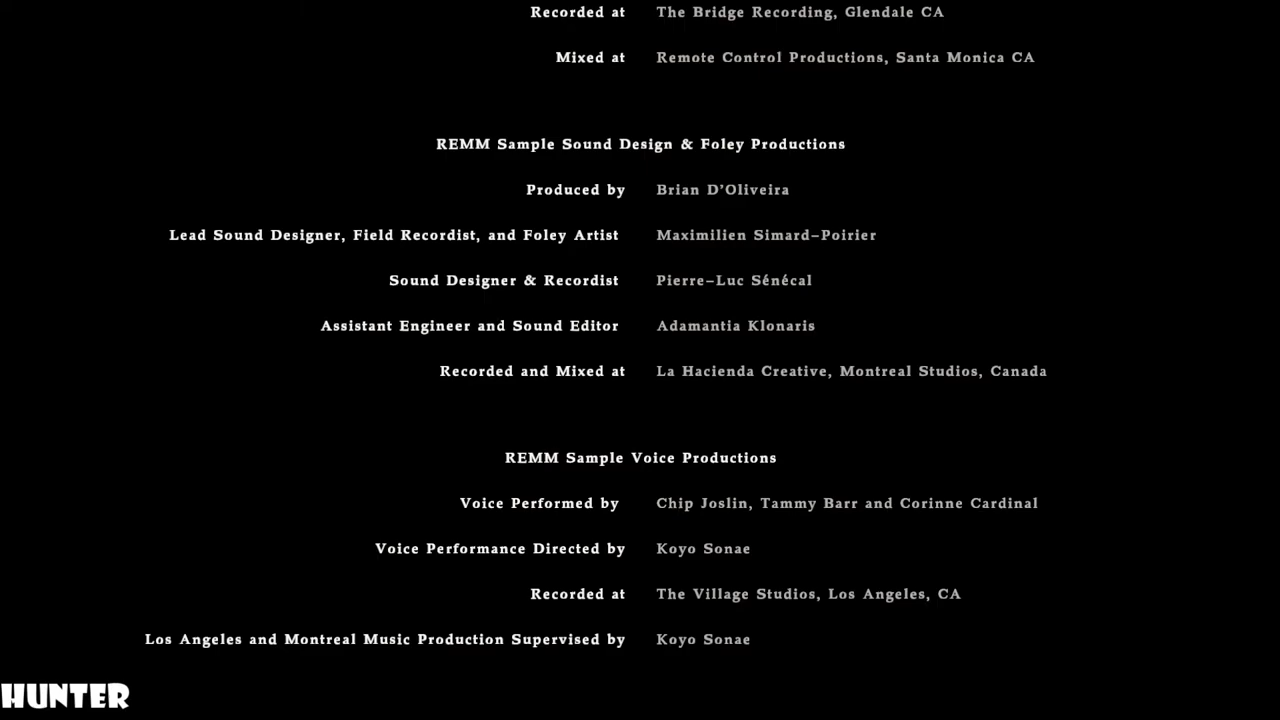 Recorded at The Bridge Recording, Glendale CA
Mixed at Remote Control Productions, Santa Monica CA
REMM Sample Sound Design & Foley Productions
Produced by Brian D'Oliveira
Lead Sound Designer, Field Recordist, and Foley Artist Maximilien Simard-Poirier
Sound Designer & Recordist Pierre-Luc Sénécal
Assistant Engineer and Sound Editor Adamantia Klonaris
Recorded and Mixed at La Hacienda Creative, Montreal Studios, Canada
REMM Sample Voice Productions
Voice Performed by Chip Joslin, Tammy Barr and Corinne Cardinal
Voice Performance Directed by Koyo Sonae
Recorded at The Village Studios, Los Angeles, CA
Los Angeles and Montreal Music Production Supervised by Koyo Sonae
HUNTER